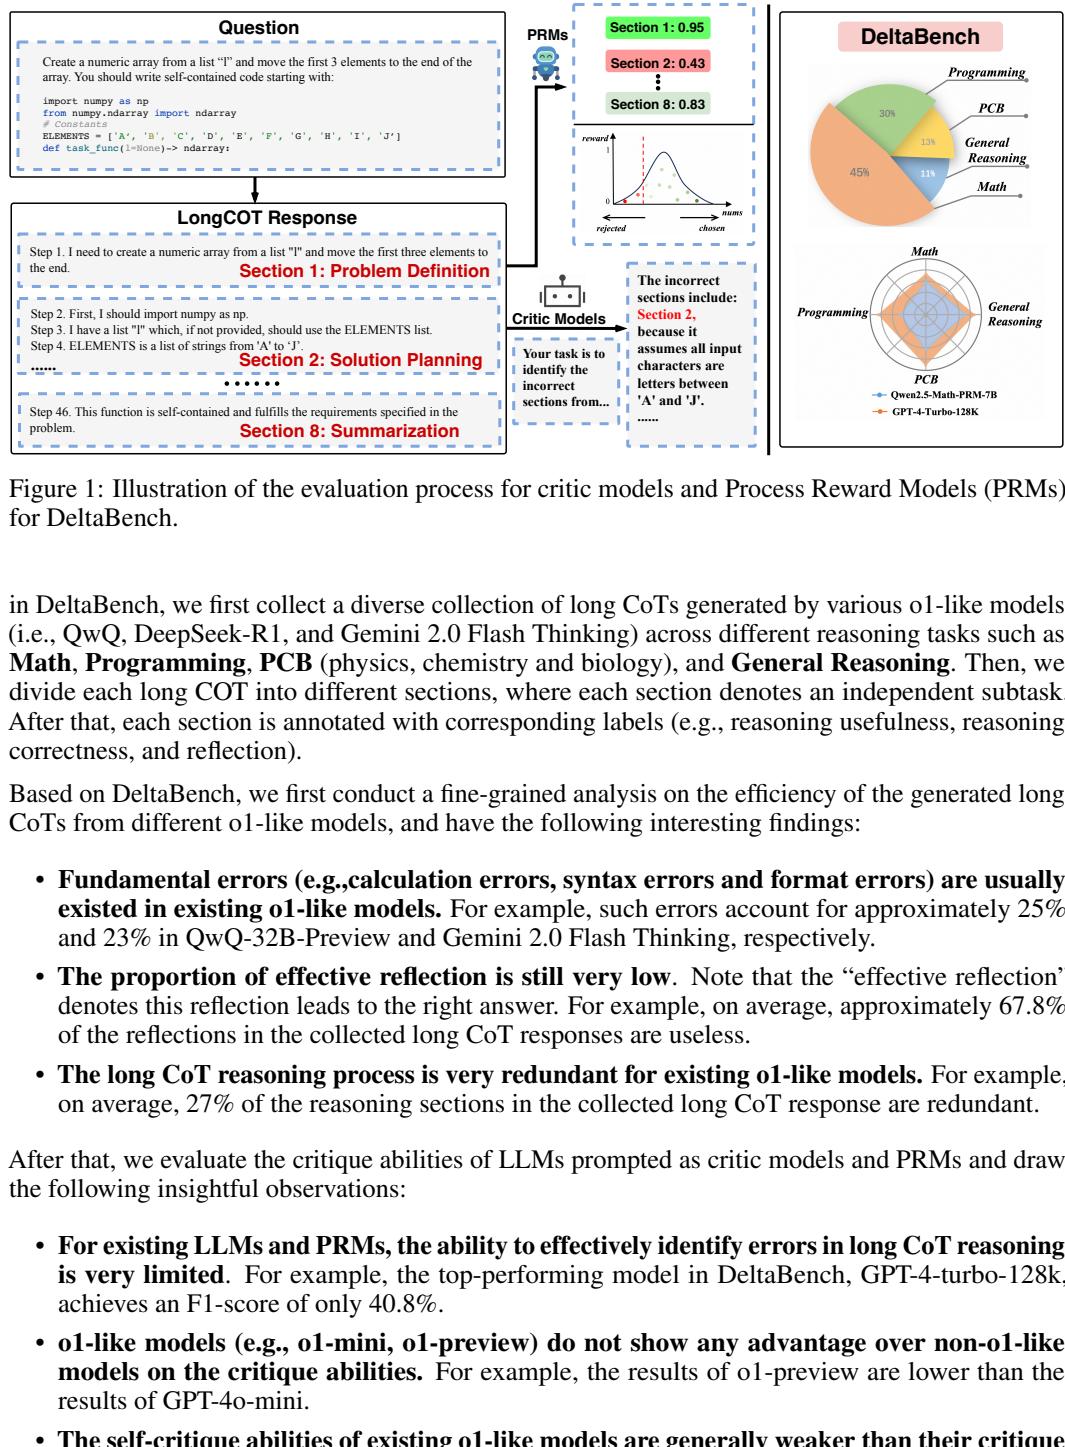 Question
Create a numeric array from a list “l” and move the first 3 elements to the end of the
array. You should write self-contained code starting with:
import numpy as np
from numpy.ndarray import ndarray
# Constants
ELEMENTS = ['A', 'B', 'C', 'D', 'E', 'F', 'G', 'H', 'I', 'J']
def task_func(l=None)-> ndarray:
LongCOT Response
Step 1. I need to create a numeric array from a list "l" and move the first three elements to
the end.
Section 1: Problem Definition
Step 2. First, I should import numpy as np.
Step 3. I have a list "l" which, if not provided, should use the ELEMENTS list.
Step 4. ELEMENTS is a list of strings from 'A' to ‘J’.
......
Section 2: Solution Planning
......
Step 46. This function is self-contained and fulfills the requirements specified in the
problem.
Section 8: Summarization
PRMs
Section 1: 0.95
Section 2: 0.43
Section 8: 0.83
reward
1
0
nums
rejected
chosen
Critic Models
Your task is to
identify the
incorrect
sections from...
The incorrect
sections include:
Section 2,
because it
assumes all input
characters are
letters between
'A' and 'J'.
......
DeltaBench
Programming
PCB
General
Reasoning
Math
30%
13%
11%
45%
Math
Programming
General
Reasoning
PCB
Qwen2.5-Math-PRM-7B
GPT-4-Turbo-128K
Figure 1: Illustration of the evaluation process for critic models and Process Reward Models (PRMs)
for DeltaBench.
in DeltaBench, we first collect a diverse collection of long CoTs generated by various o1-like models
(i.e., QwQ, DeepSeek-R1, and Gemini 2.0 Flash Thinking) across different reasoning tasks such as
Math, Programming, PCB (physics, chemistry and biology), and General Reasoning. Then, we
divide each long COT into different sections, where each section denotes an independent subtask.
After that, each section is annotated with corresponding labels (e.g., reasoning usefulness, reasoning
correctness, and reflection).
Based on DeltaBench, we first conduct a fine-grained analysis on the efficiency of the generated long
CoTs from different o1-like models, and have the following interesting findings:
• Fundamental errors (e.g.,calculation errors, syntax errors and format errors) are usually
existed in existing o1-like models. For example, such errors account for approximately 25%
and 23% in QwQ-32B-Preview and Gemini 2.0 Flash Thinking, respectively.
• The proportion of effective reflection is still very low. Note that the “effective reflection”
denotes this reflection leads to the right answer. For example, on average, approximately 67.8%
of the reflections in the collected long CoT responses are useless.
• The long CoT reasoning process is very redundant for existing o1-like models. For example,
on average, 27% of the reasoning sections in the collected long CoT response are redundant.
After that, we evaluate the critique abilities of LLMs prompted as critic models and PRMs and draw
the following insightful observations:
• For existing LLMs and PRMs, the ability to effectively identify errors in long CoT reasoning
is very limited. For example, the top-performing model in DeltaBench, GPT-4-turbo-128k,
achieves an F1-score of only 40.8%.
• o1-like models (e.g., o1-mini, o1-preview) do not show any advantage over non-o1-like
models on the critique abilities. For example, the results of o1-preview are lower than the
results of GPT-4o-mini.
• The self-critique abilities of existing o1-like models are generally weaker than their critique